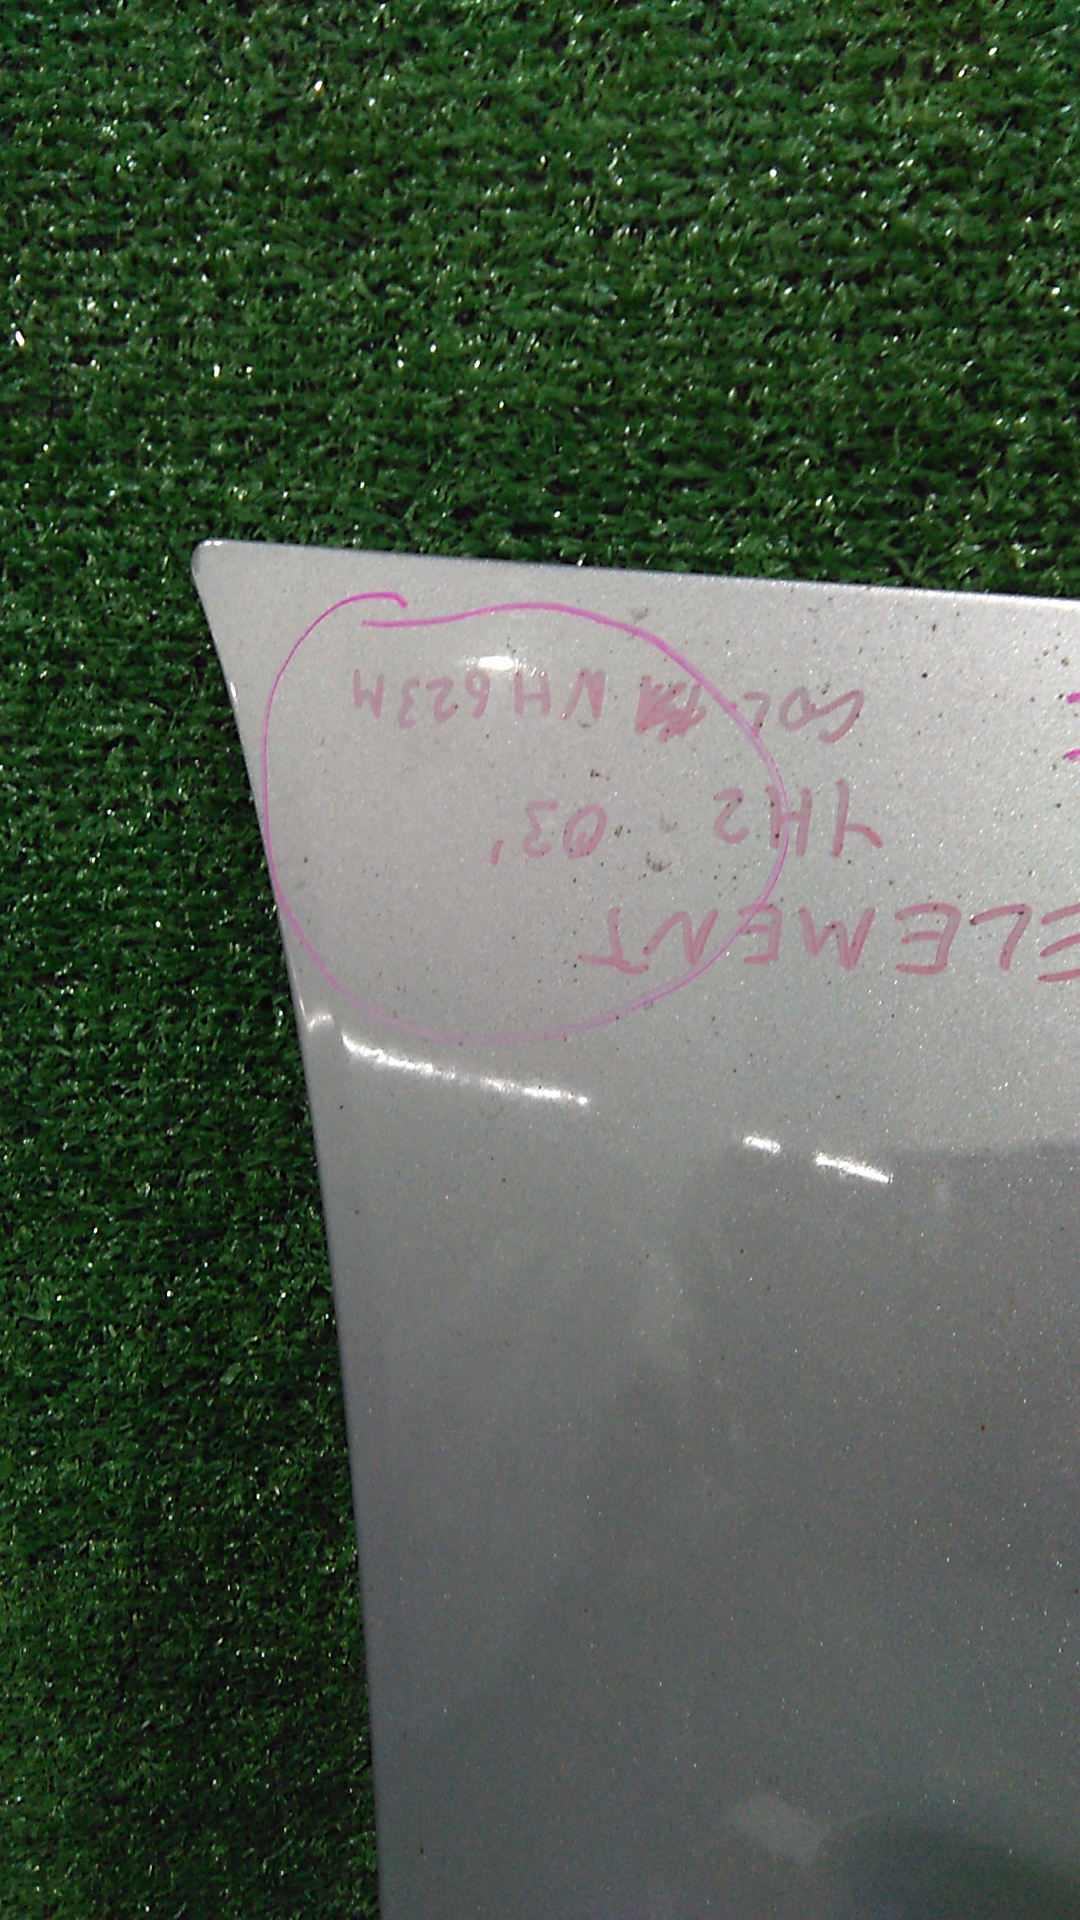 ELEMENT
YH2 03'
COL NH623M